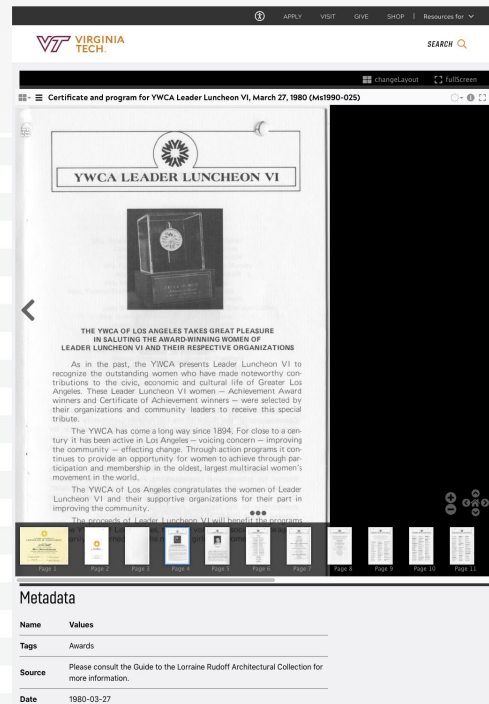 APPLY VISIT GIVE SHOP | Resources for
VIRGINIA
TECH
SEARCH
changeLayout fullScreen
Certificate and program for YWCA Leader Luncheon VI, March 27, 1980 (Ms1990-025)
YWCA LEADER LUNCHEON VI
THE YWCA OF LOS ANGELES TAKES GREAT PLEASURE
IN SALUTING THE AWARD-WINNING WOMEN OF
LEADER LUNCHEON VI AND THEIR RESPECTIVE ORGANIZATIONS
As in the past, the YWCA presents Leader Luncheon VI to
recognize the outstanding women who have made noteworthy con-
tributions to the civic, economic and cultural life of Greater Los
Angeles. These Leader Luncheon VI women — Achievement Award
winners and Certificate of Achievement winners — were selected by
their organizations and community leaders to receive this special
tribute.
The YWCA has come a long way since 1894. For close to a cen-
tury it has been active in Los Angeles — voicing concern — improving
the community — effecting change. Through action programs it con-
tinues to provide an opportunity for women to achieve through par-
ticipation and membership in the oldest, largest multiracial women's
movement in the world.
The YWCA of Los Angeles congratulates the women of Leader
Luncheon VI and their supportive organizations for their part in
improving the community.
The proceeds of Leader Luncheon VI will benefit the programs
Page 1 Page 2 Page 3 Page 4 Page 5 Page 6 Page 7 Page 8 Page 9 Page 10 Page 11
Metadata
Name Values
Tags Awards
Source Please consult the Guide to the Lorraine Rudoff Architectural Collection for
more information.
Date 1980-03-27